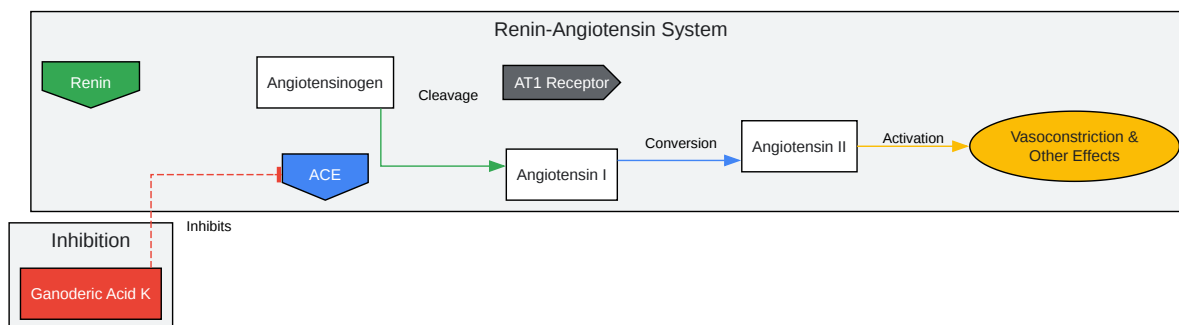 Renin-Angiotensin System
Renin
Angiotensinogen
Cleavage
AT1 Receptor
ACE
Angiotensin I
Conversion
Angiotensin II
Activation
Vasoconstriction &
Other Effects
Inhibits
Inhibition
Ganoderic Acid K